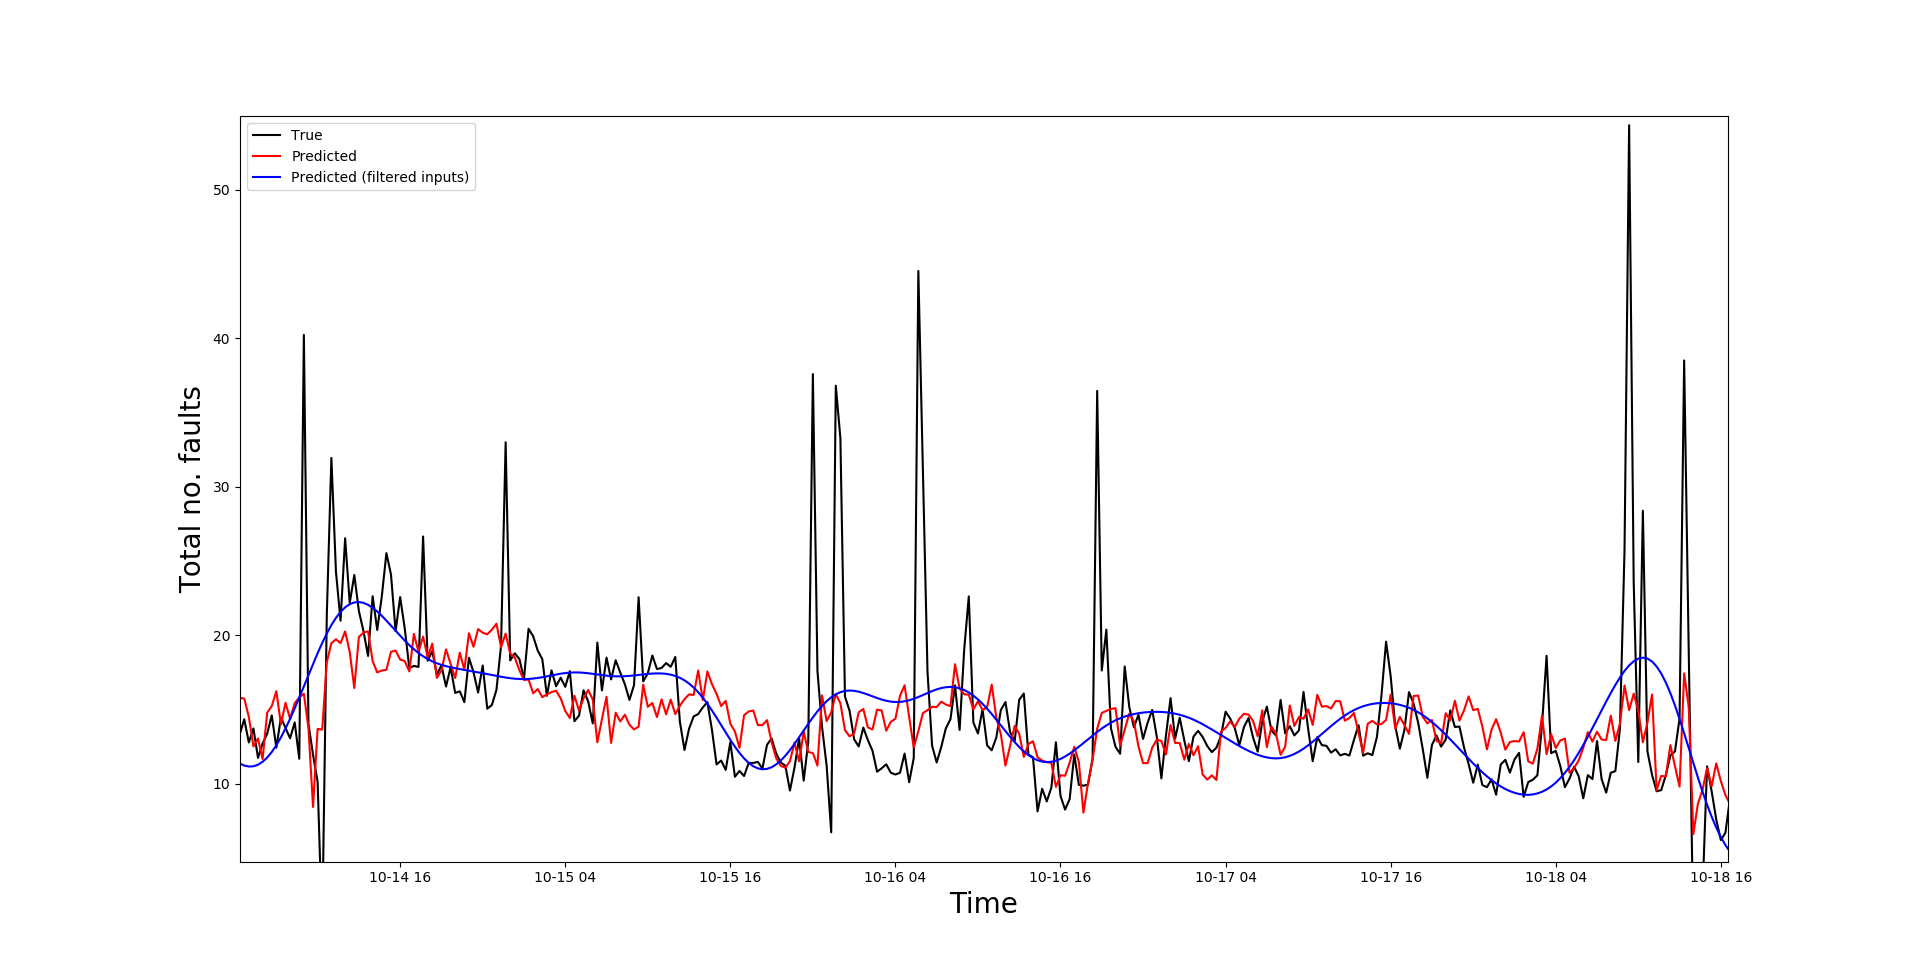 True
Predicted
Predicted (filtered inputs)
50
40
30
20
10
Total no. faults
10-14 16
10-15 04
10-15 16
10-16 04
10-16 16
10-17 04
10-17 16
10-18 04
10-18 16
Time